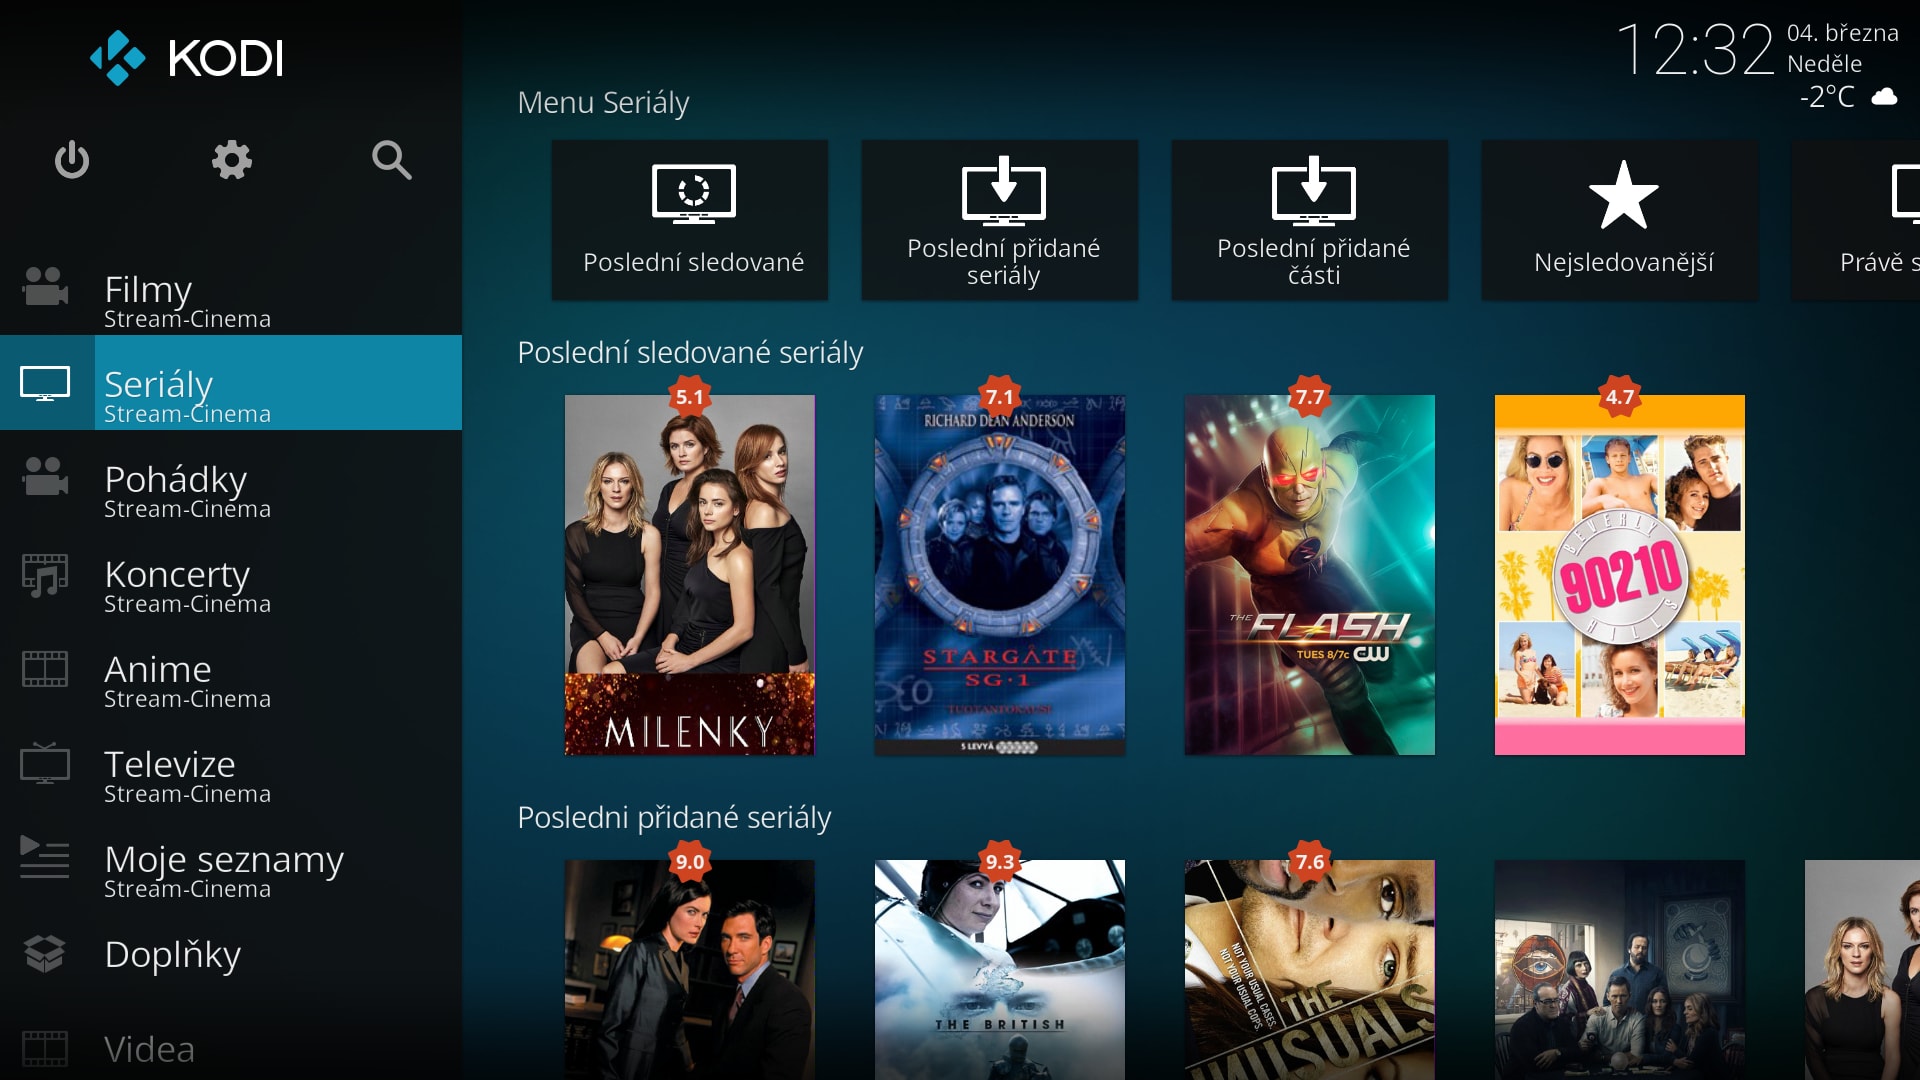 KODI
12:32
04. března
Neděle
-2°C
Filmy
Stream-Cinema
Seriály
Stream-Cinema
Pohádky
Stream-Cinema
Koncerty
Stream-Cinema
Anime
Stream-Cinema
Televize
Stream-Cinema
Moje seznamy
Stream-Cinema
Doplňky
Videa
Menu Seriály
Poslední sledované
Poslední přidané
seriály
Poslední přidané
části
Nejsledovanější
Právě s
Poslední sledované seriály
5.1
MILENKY
7.1
RICHARD DEAN ANDERSON
STARGATE
SG·1
TUOTANTOKAUSI
5 LEVYÄ
7.7
THE
FLASH
TUES 8/7c CW
4.7
BEVERLY
90210
HILLS
Posledni přidané seriály
9.0
9.3
THE BRITISH
7.6
NOT YOUR USUAL CASES.
NOT YOUR USUAL COPS.
THE
UNUSUALS